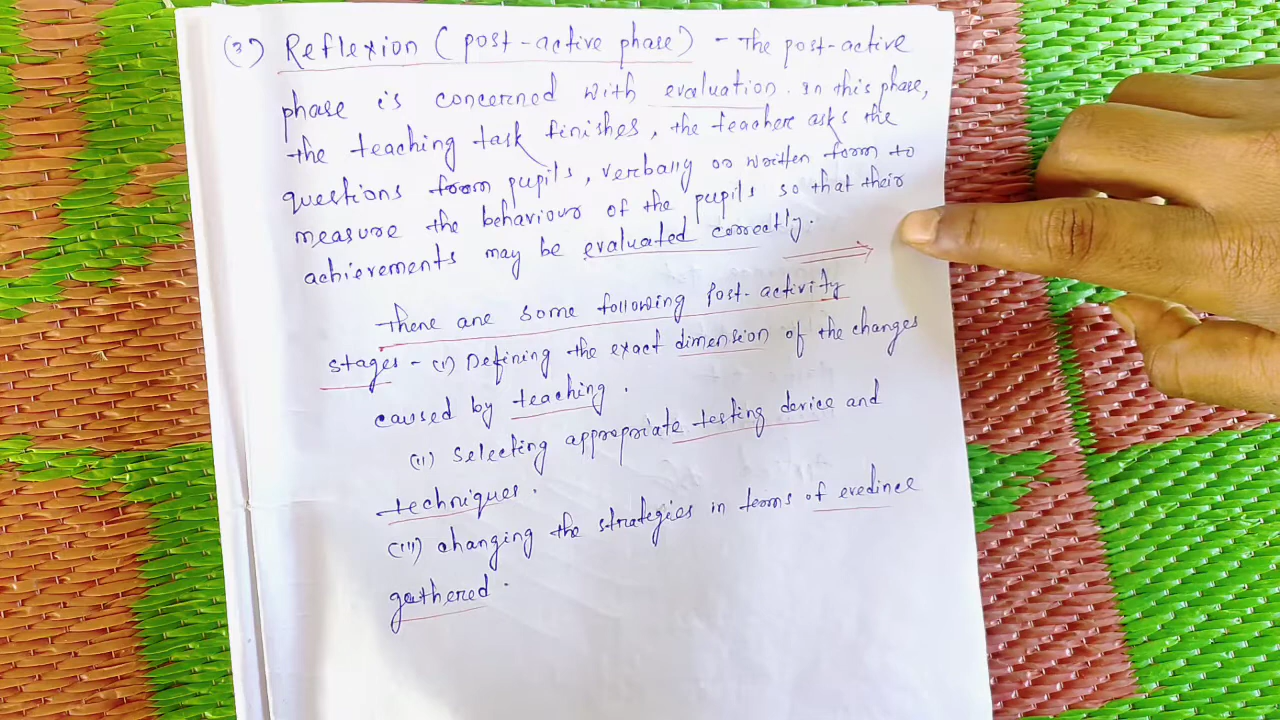 (3) Reflexion (post-active phase) - The post-active
phase is concerned with evaluation. In this phase,
the teaching task finishes, the teacher asks the
questions from pupils, verbally or written form to
measure the behaviour of the pupils so that their
achievements may be evaluated correctly.
There are some following Post-activity
stages - (i) Defining the exact dimension of the changes
caused by teaching.
(ii) Selecting appropriate testing device and
techniques.
(iii) changing the strategies in terms of evedince
gathered.